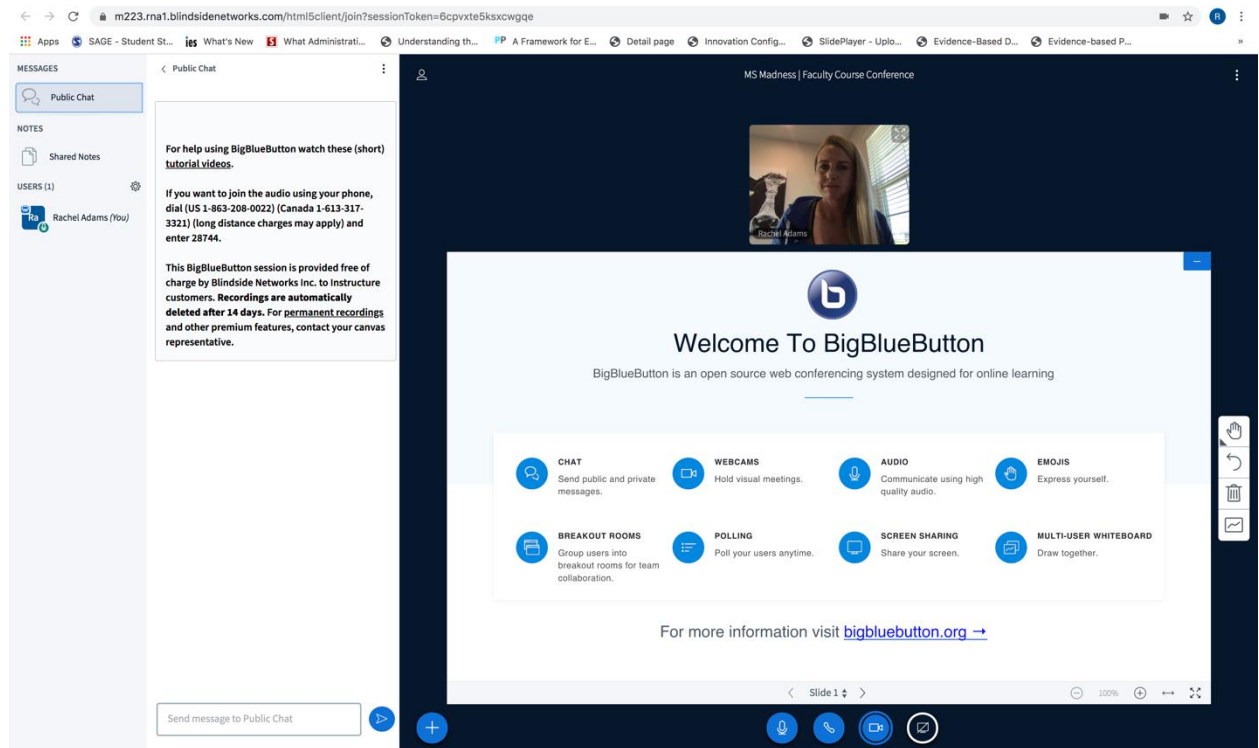 m223.rna1.blindsidenetworks.com/html5client/join?sessionToken=6cpvxte5ksxcwgqe
R
Apps SAGE - Student St... ies What's New S What Administrati... Understanding th... PP A Framework for E... Detail page Innovation Config... SlidePlayer - Uplo... Evidence-Based D... Evidence-based P... »
MESSAGES
Public Chat
NOTES
Shared Notes
USERS (1)
Ra Rachel Adams (You)
Public Chat
For help using BigBlueButton watch these (short)
tutorial videos.
If you want to join the audio using your phone,
dial (US 1-863-208-0022) (Canada 1-613-317-
3321) (long distance charges may apply) and
enter 28744.
This BigBlueButton session is provided free of
charge by Blindside Networks Inc. to Instructure
customers. Recordings are automatically
deleted after 14 days. For permanent recordings
and other premium features, contact your canvas
representative.
Send message to Public Chat
MS Madness | Faculty Course Conference
Rachel Adams
b
Welcome To BigBlueButton
BigBlueButton is an open source web conferencing system designed for online learning
CHAT
Send public and private
messages.
WEBCAMS
Hold visual meetings.
AUDIO
Communicate using high
quality audio.
EMOJIS
Express yourself.
BREAKOUT ROOMS
Group users into
breakout rooms for team
collaboration.
POLLING
Poll your users anytime.
SCREEN SHARING
Share your screen.
MULTI-USER WHITEBOARD
Draw together.
For more information visit bigbluebutton.org →
Slide 1
100%